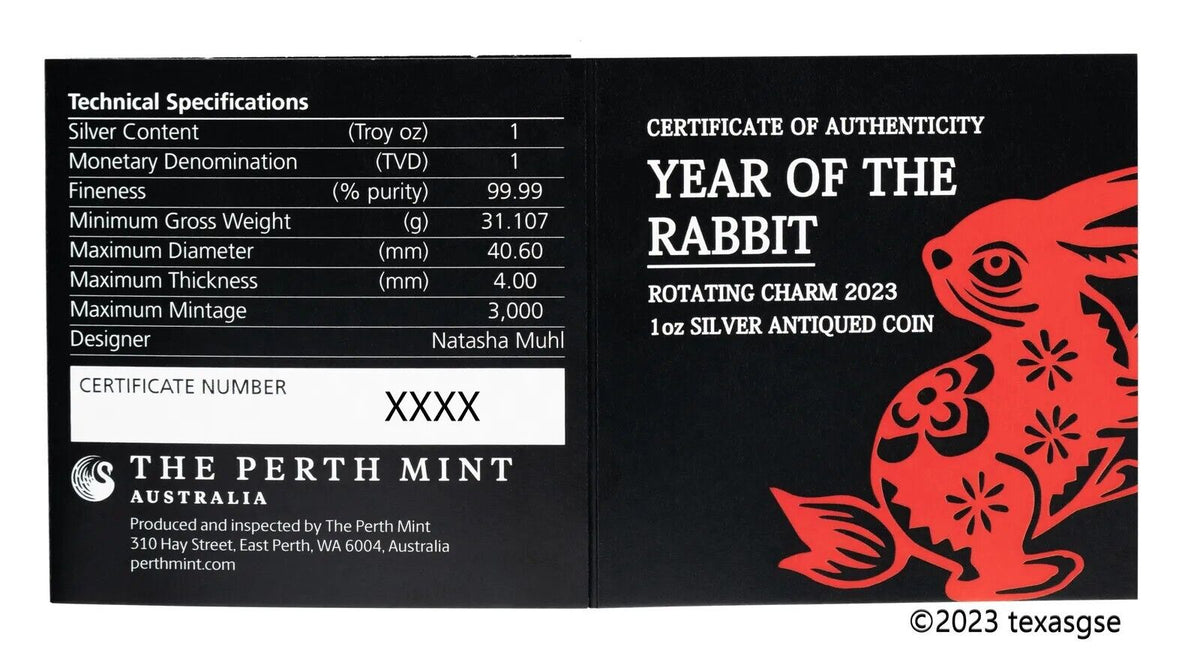 Technical Specifications
Silver Content (Troy oz) 1
Monetary Denomination (TVD) 1
Fineness (% purity) 99.99
Minimum Gross Weight (g) 31.107
Maximum Diameter (mm) 40.60
Maximum Thickness (mm) 4.00
Maximum Mintage 3,000
Designer Natasha Muhl
CERTIFICATE NUMBER XXXX
THE PERTH MINT
AUSTRALIA
Produced and inspected by The Perth Mint
310 Hay Street, East Perth, WA 6004, Australia
perthmint.com
CERTIFICATE OF AUTHENTICITY
YEAR OF THE
RABBIT
ROTATING CHARM 2023
1oz SILVER ANTIQUED COIN
©2023 texasgse